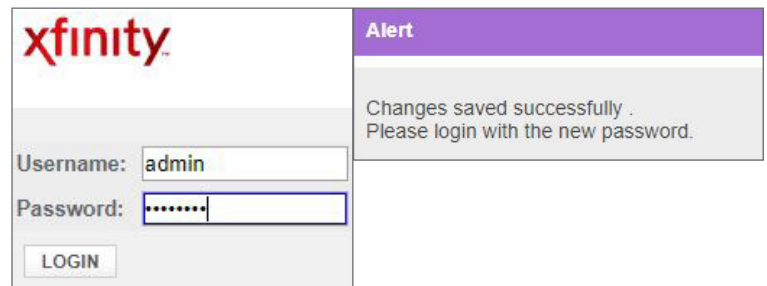 xfinity
Alert
Changes saved successfully .
Please login with the new password.
Username: admin
Password: ••••••••
LOGIN